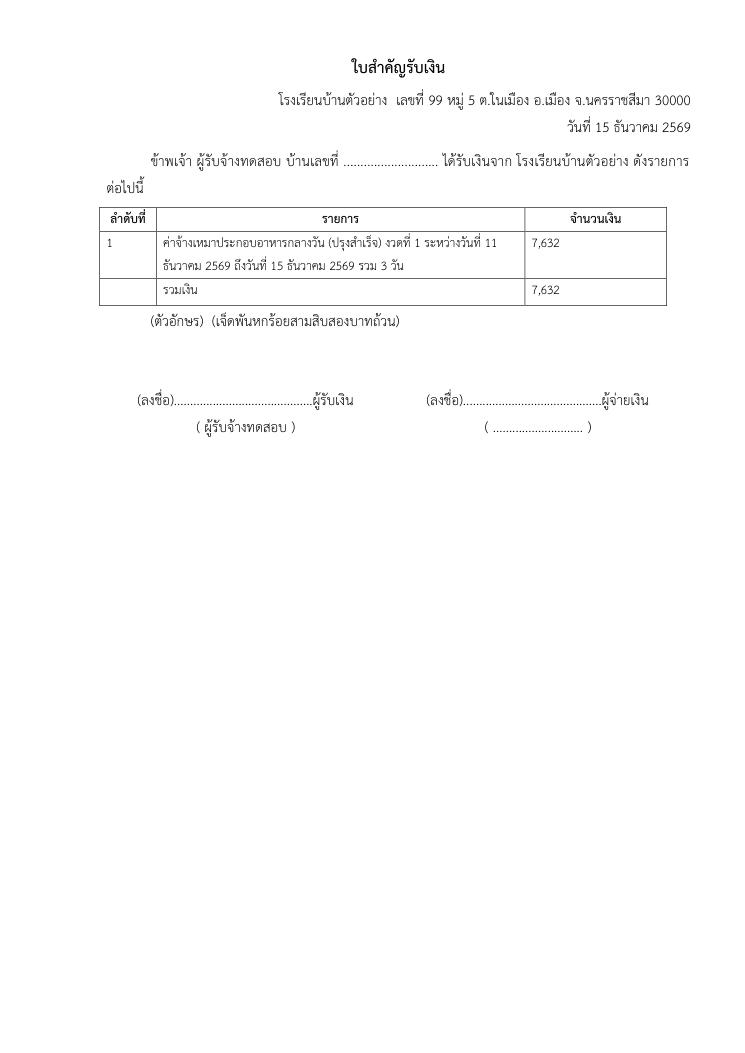 ใบสำคัญรับเงิน
โรงเรียนบ้านตัวอย่าง เลขที่ 99 หมู่ 5 ต.ในเมือง อ.เมือง จ.นครราชสีมา 30000
วันที่ 15 ธันวาคม 2569
ข้าพเจ้า ผู้รับจ้างทดสอบ บ้านเลขที่ ............................ ได้รับเงินจาก โรงเรียนบ้านตัวอย่าง ดังรายการ
ต่อไปนี้
ลำดับที่ รายการ จำนวนเงิน
1 ค่าจ้างเหมาประกอบอาหารกลางวัน (ปรุงสำเร็จ) งวดที่ 1 ระหว่างวันที่ 11 7,632
ธันวาคม 2569 ถึงวันที่ 15 ธันวาคม 2569 รวม 3 วัน
รวมเงิน 7,632
(ตัวอักษร) (เจ็ดพันหกร้อยสามสิบสองบาทถ้วน)
(ลงชื่อ)...........................................ผู้รับเงิน (ลงชื่อ)...........................................ผู้จ่ายเงิน
( ผู้รับจ้างทดสอบ ) ( ............................ )